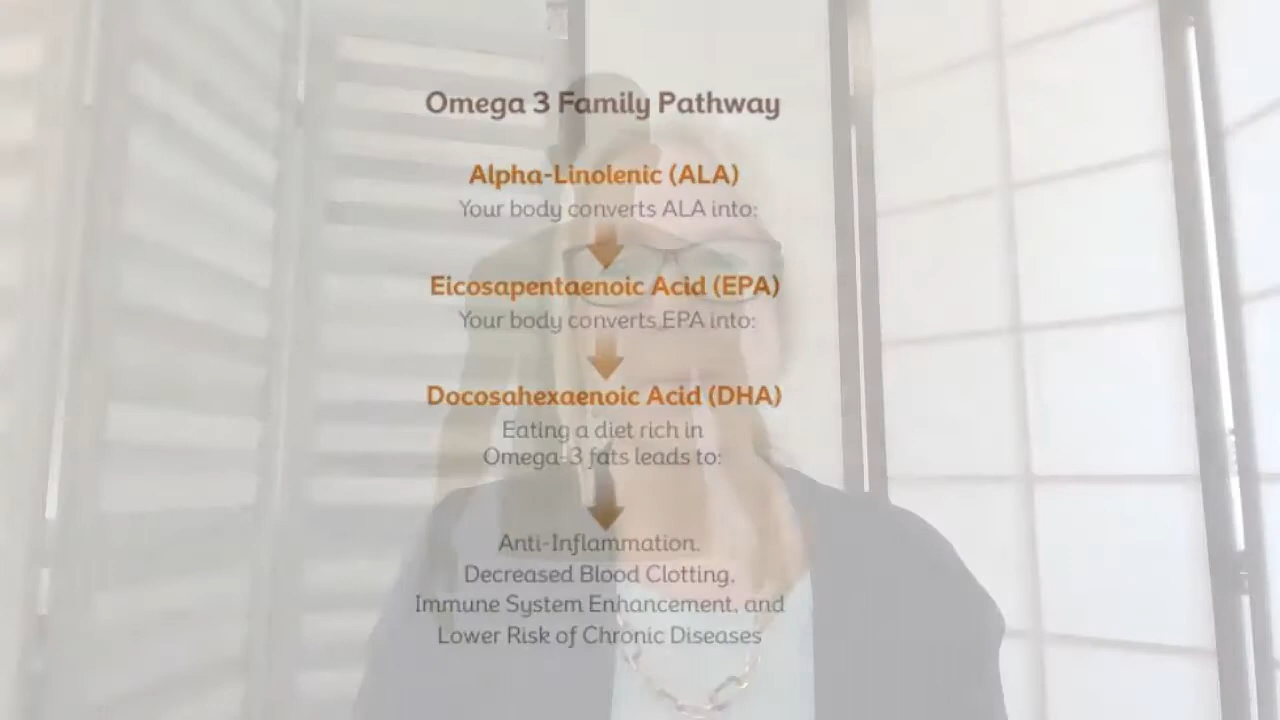 Omega 3 Family Pathway
Alpha-Linolenic (ALA)
Your body converts ALA into:
Eicosapentaenoic Acid (EPA)
Your body converts EPA into:
Docosahexaenoic Acid (DHA)
Eating a diet rich in
Omega-3 fats leads to:
Anti-Inflammation,
Decreased Blood Clotting,
Immune System Enhancement, and
Lower Risk of Chronic Diseases